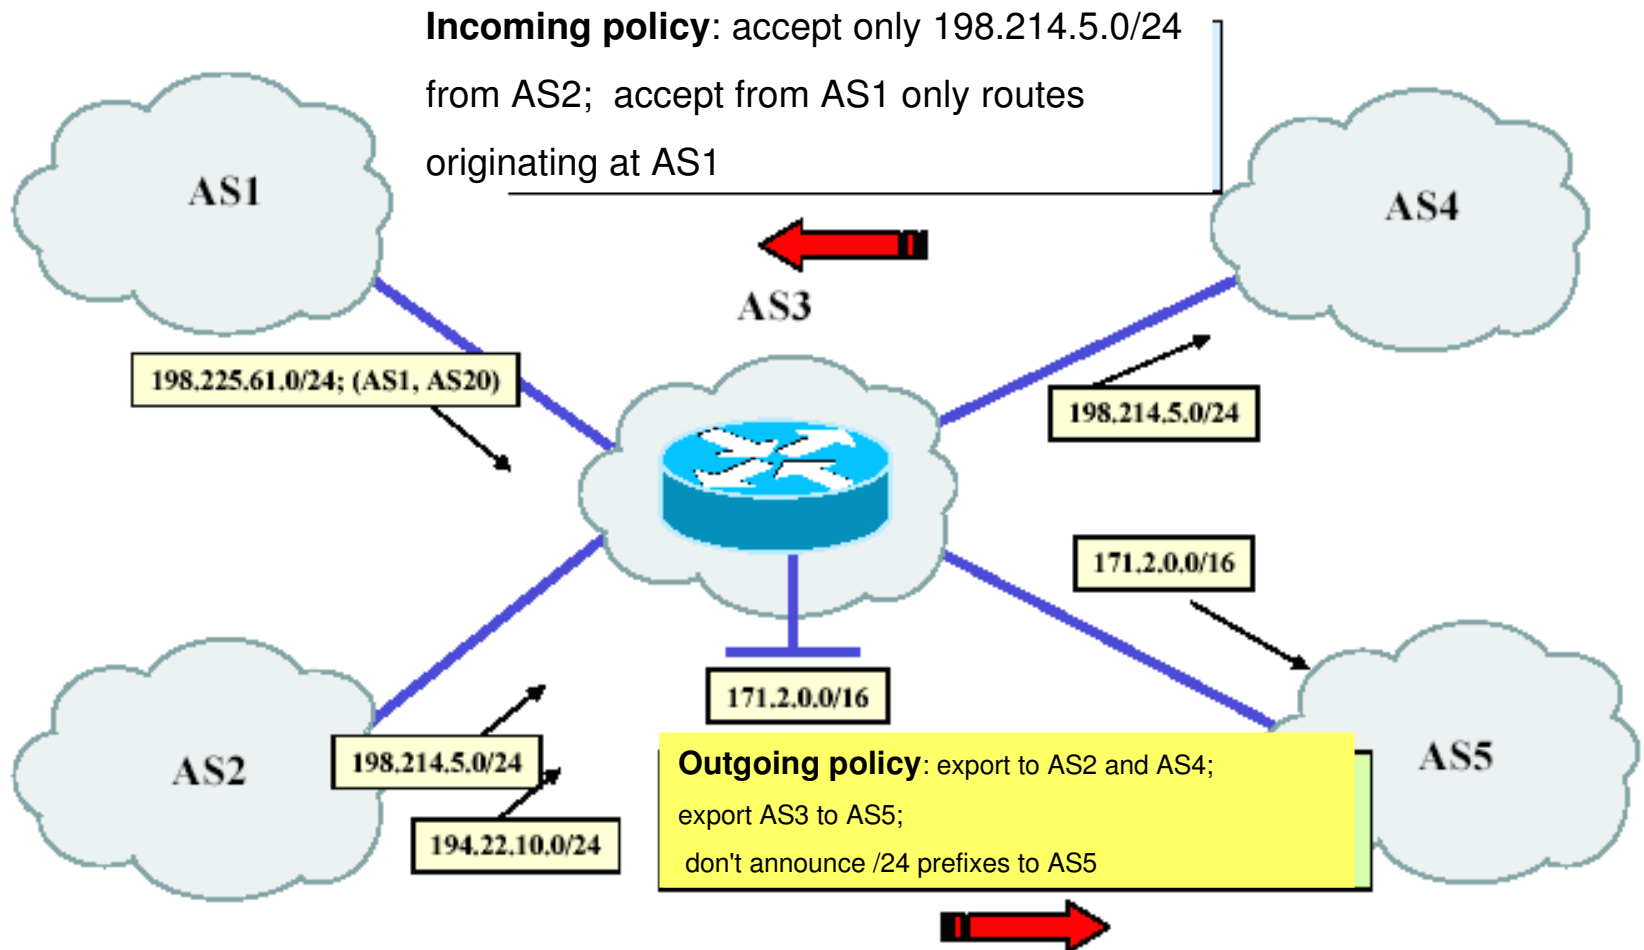 Incoming policy: accept only 198.214.5.0/24
from AS2;  accept from AS1 only routes
originating at AS1
AS1
AS4
AS3
198.225.61.0/24; (AS1, AS20)
198.214.5.0/24
171.2.0.0/16
171.2.0.0/16
AS2
198.214.5.0/24
194.22.10.0/24
Outgoing policy: export to AS2 and AS4;
export AS3 to AS5;
don't announce /24 prefixes to AS5
AS5